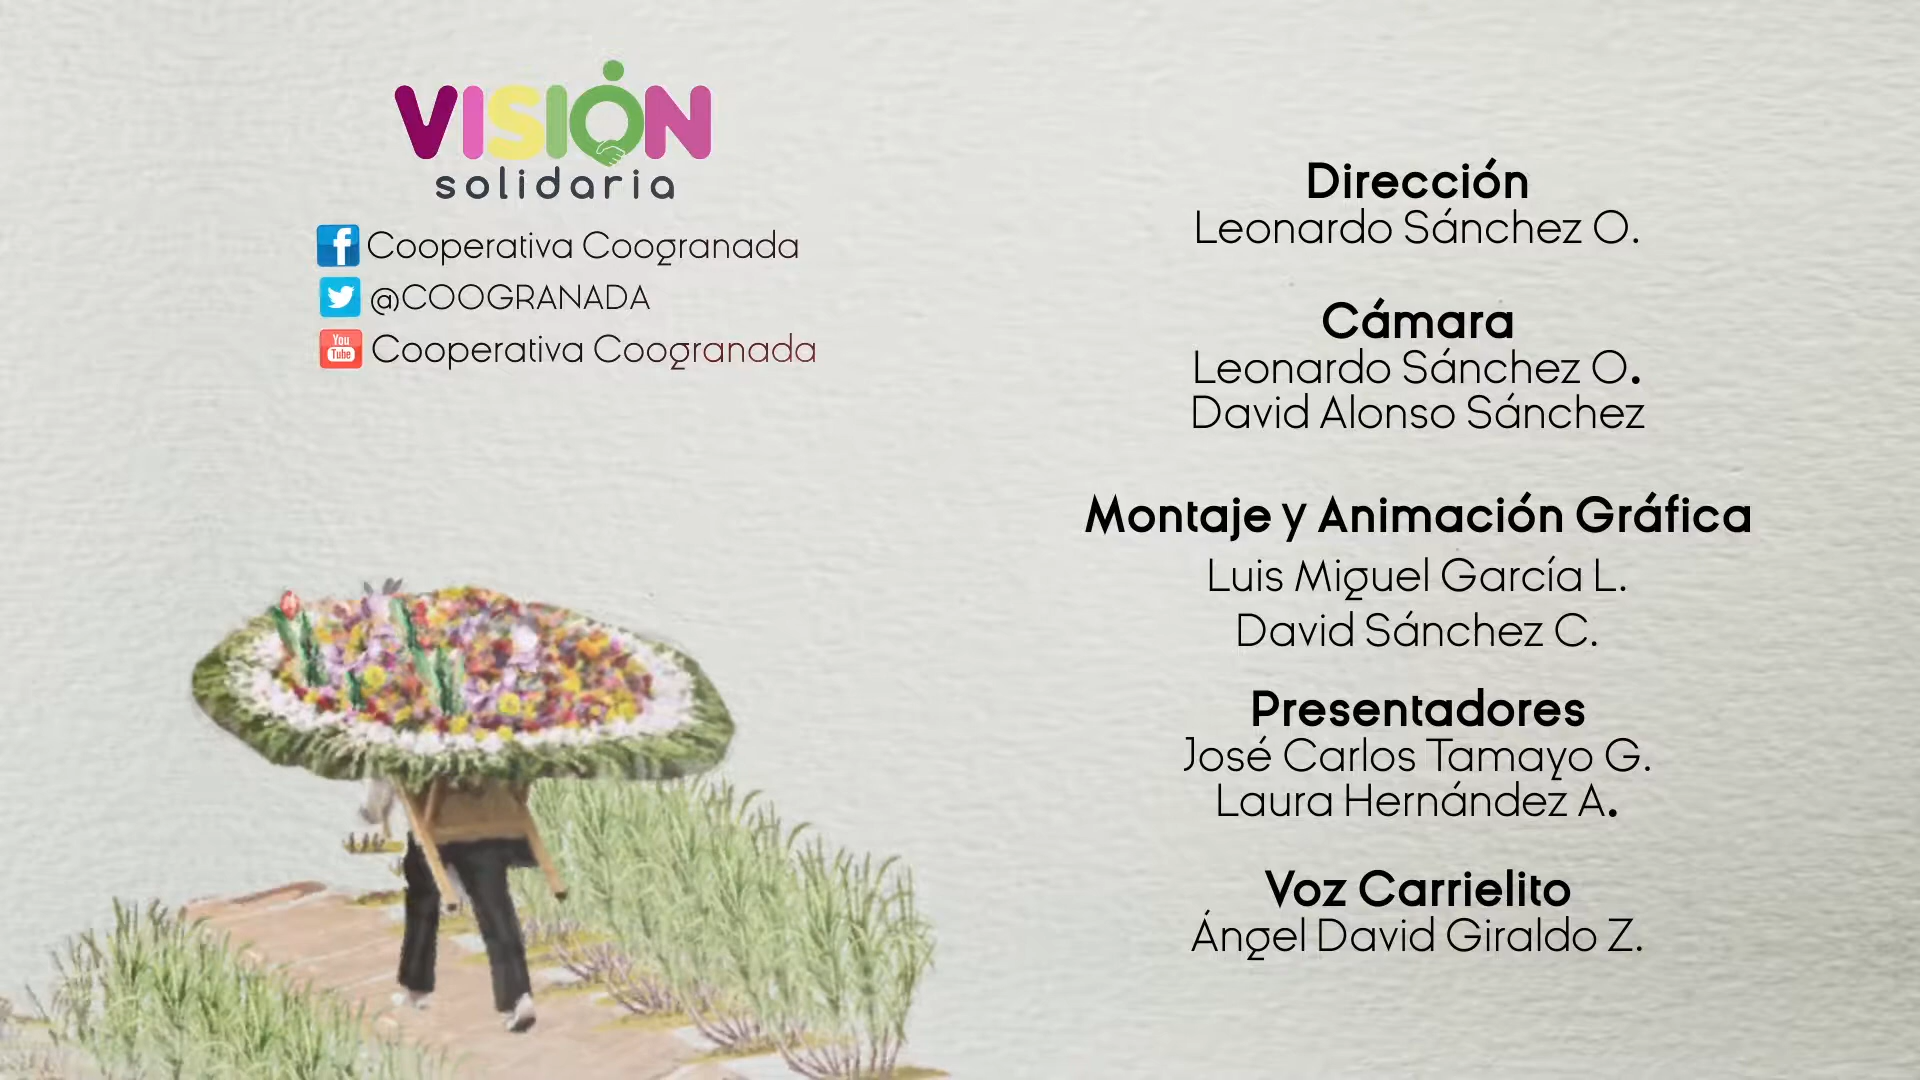 VISIÓN
solidaria
Cooperativa Coogranada
@COOGRANADA
You
Tube
Cooperativa Coogranada
Dirección
Leonardo Sánchez O.
Cámara
Leonardo Sánchez O.
David Alonso Sánchez
Montaje y Animación Gráfica
Luis Miguel García L.
David Sánchez C.
Presentadores
José Carlos Tamayo G.
Laura Hernández A.
Voz Carrielito
Ángel David Giraldo Z.